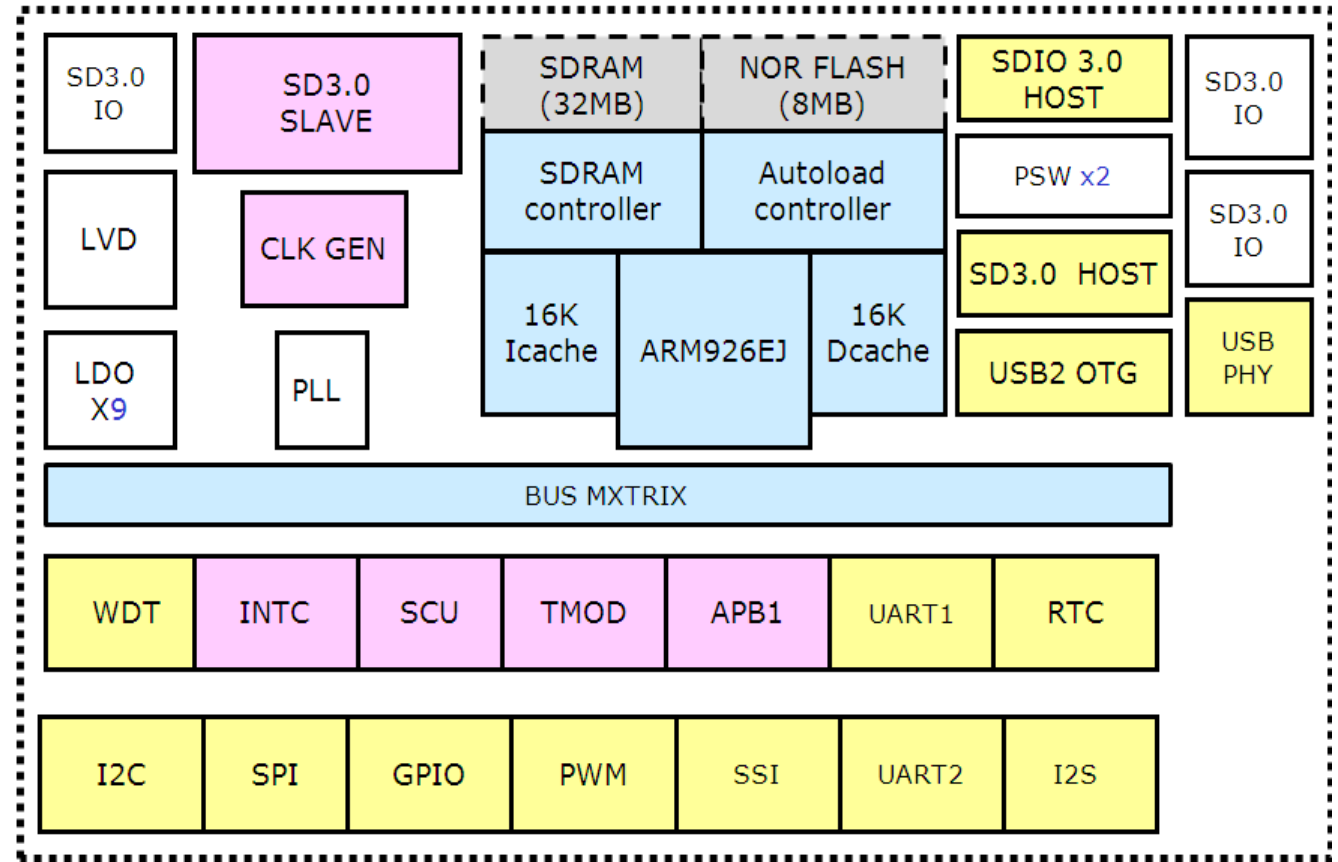 SD3.0
IO
SD3.0
SLAVE
SDRAM
(32MB)
NOR FLASH
(8MB)
SDIO 3.0
HOST
SD3.0
IO
SDRAM
controller
Autoload
controller
PSW x2
LVD
CLK GEN
SD3.0 HOST
SD3.0
IO
16K
Icache
ARM926EJ
16K
Dcache
USB2 OTG
USB
PHY
LDO
X9
PLL
BUS MXTRIX
WDT
INTC
SCU
TMOD
APB1
UART1
RTC
I2C
SPI
GPIO
PWM
SSI
UART2
I2S